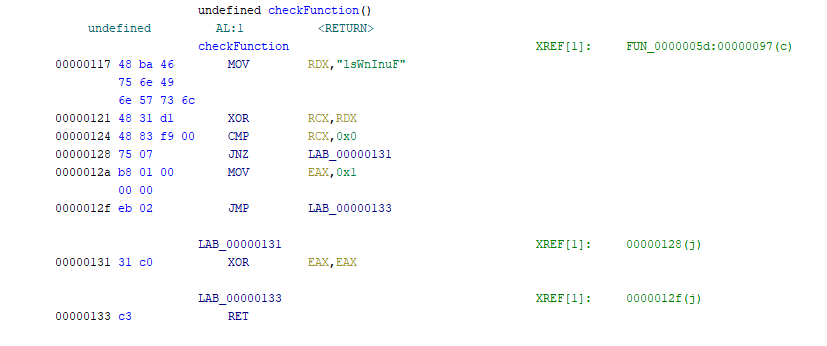 undefined checkFunction()
undefined AL:1 <RETURN>
checkFunction XREF[1]: FUN_0000005d:00000097(c)
00000117 48 ba 46 MOV RDX,"lsWnInuF"
75 6e 49
6e 57 73 6c
00000121 48 31 d1 XOR RCX,RDX
00000124 48 83 f9 00 CMP RCX,0x0
00000128 75 07 JNZ LAB_00000131
0000012a b8 01 00 MOV EAX,0x1
00 00
0000012f eb 02 JMP LAB_00000133
LAB_00000131 XREF[1]: 00000128(j)
00000131 31 c0 XOR EAX,EAX
LAB_00000133 XREF[1]: 0000012f(j)
00000133 c3 RET